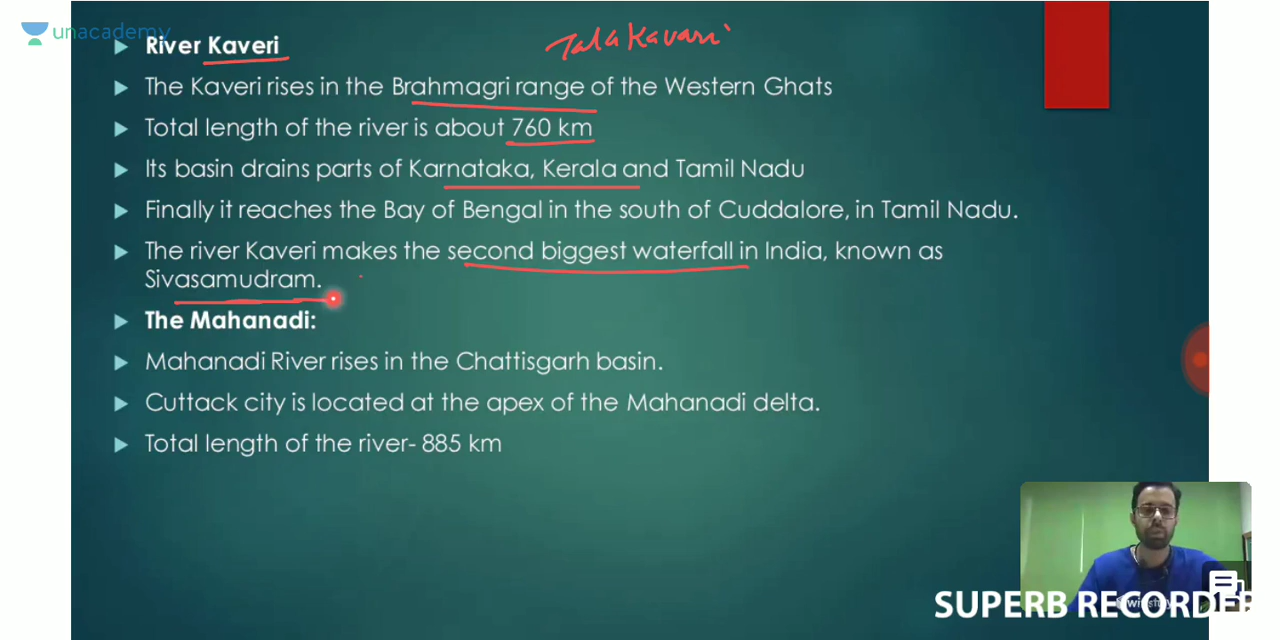 unacademy
River Kaveri
Tala Kavari
The Kaveri rises in the Brahmagri range of the Western Ghats
Total length of the river is about 760 km
Its basin drains parts of Karnataka, Kerala and Tamil Nadu
Finally it reaches the Bay of Bengal in the south of Cuddalore, in Tamil Nadu.
The river Kaveri makes the second biggest waterfall in India, known as
Sivasamudram.
The Mahanadi:
Mahanadi River rises in the Chattisgarh basin.
Cuttack city is located at the apex of the Mahanadi delta.
Total length of the river- 885 km
SUPERB RECORDER